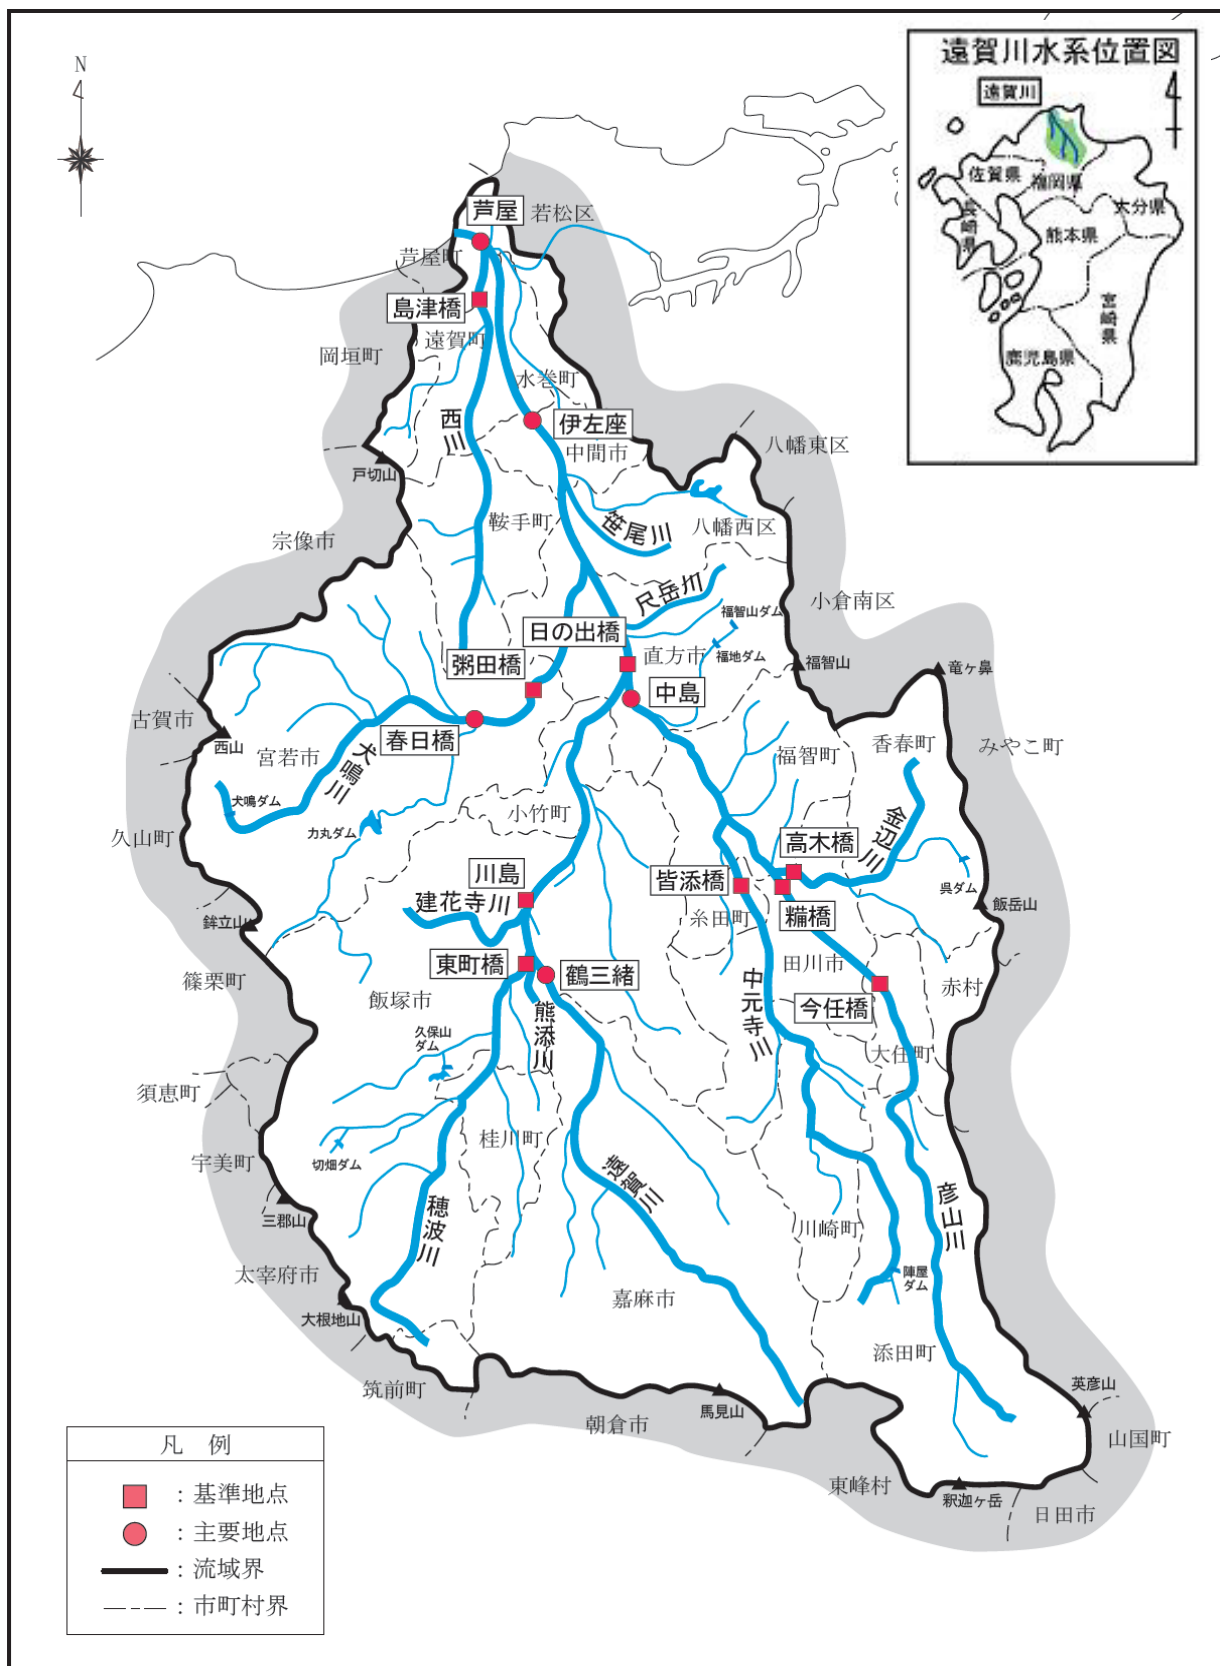 N
遠賀川水系位置図
遠賀川
佐賀県
福岡県
大分県
長崎県
熊本県
宮崎県
鹿児島県
芦屋
若松区
芦屋町
島津橋
遠賀町
岡垣町
水巻町
西川
伊左座
中間市
八幡東区
戸切山
鞍手町
笹尾川
八幡西区
宗像市
尺岳川
小倉南区
福智山ダム
日の出橋
直方市
福地ダム
粥田橋
福智山
竜ヶ鼻
中島
古賀市
西山
春日橋
宮若市
犬鳴川
福智町
香春町
みやこ町
犬鳴ダム
力丸ダム
小竹町
久山町
金辺川
高木橋
川島
皆添橋
呉ダム
建花寺川
糒橋
糸田町
飯岳山
鉾立山
東町橋
鶴三緒
田川市
篠栗町
飯塚市
中元寺川
今任橋
赤村
熊添川
久保山
ダム
大任町
須恵町
桂川町
宇美町
切畑ダム
遠賀川
三郡山
穂波川
彦山川
川崎町
太宰府市
陣屋
ダム
嘉麻市
大根地山
添田町
筑前町
英彦山
馬見山
朝倉市
山国町
東峰村
釈迦ヶ岳
日田市
凡 例
：基準地点
：主要地点
：流域界
：市町村界